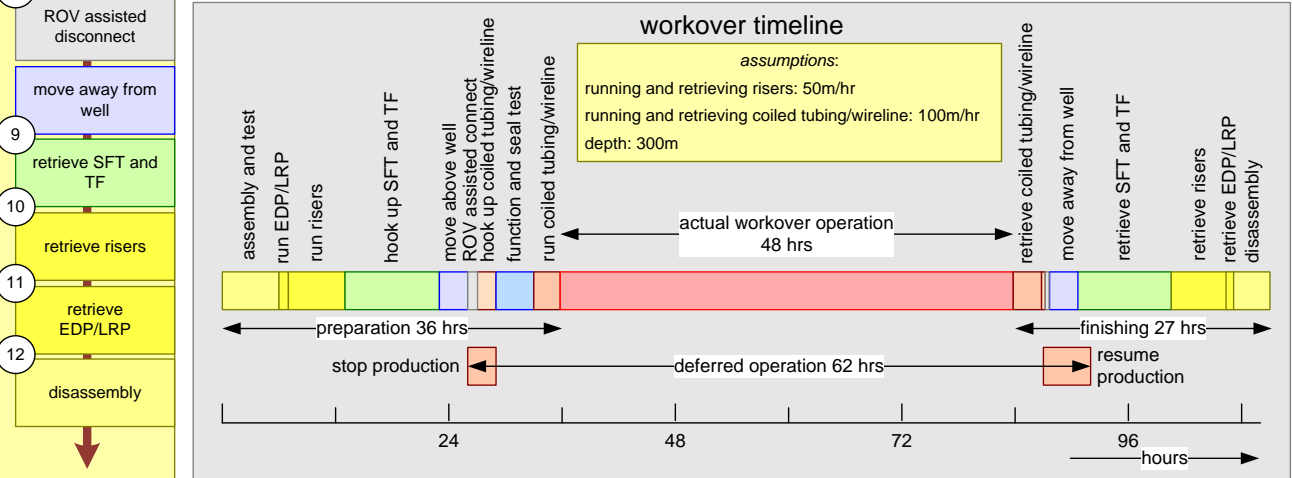 ROV assisted
disconnect
move away from
well
9
retrieve SFT and
TF
10
retrieve risers
11
retrieve
EDP/LRP
12
disassembly
workover timeline
assumptions:
running and retrieving risers: 50m/hr
running and retrieving coiled tubing/wireline: 100m/hr
depth: 300m
assembly and test
run EDP/LRP
run risers
hook up SFT and TF
move above well
ROV assisted connect
hook up coiled tubing/wireline
function and seal test
run coiled tubing/wireline
actual workover operation
48 hrs
retrieve coiled tubing/wireline
move away from well
retrieve SFT and TF
retrieve risers
retrieve EDP/LRP
disassembly
preparation 36 hrs
finishing 27 hrs
stop production
deferred operation 62 hrs
resume
production
24
48
72
96
hours